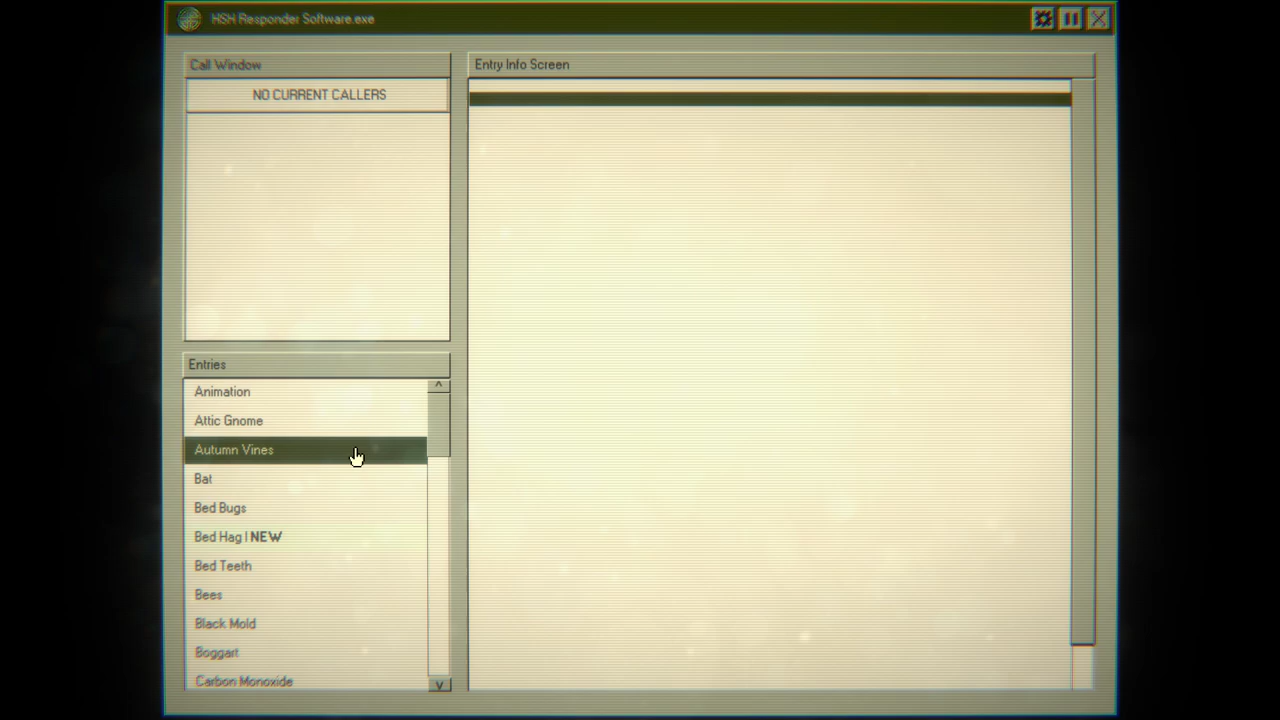 HSH Responder Software.exe
Call Window
NO CURRENT CALLERS
Entry Info Screen
Entries
Animation
Attic Gnome
Autumn Vines
Bat
Bed Bugs
Bed Hag | NEW
Bed Teeth
Bees
Black Mold
Boggart
Carbon Monoxide